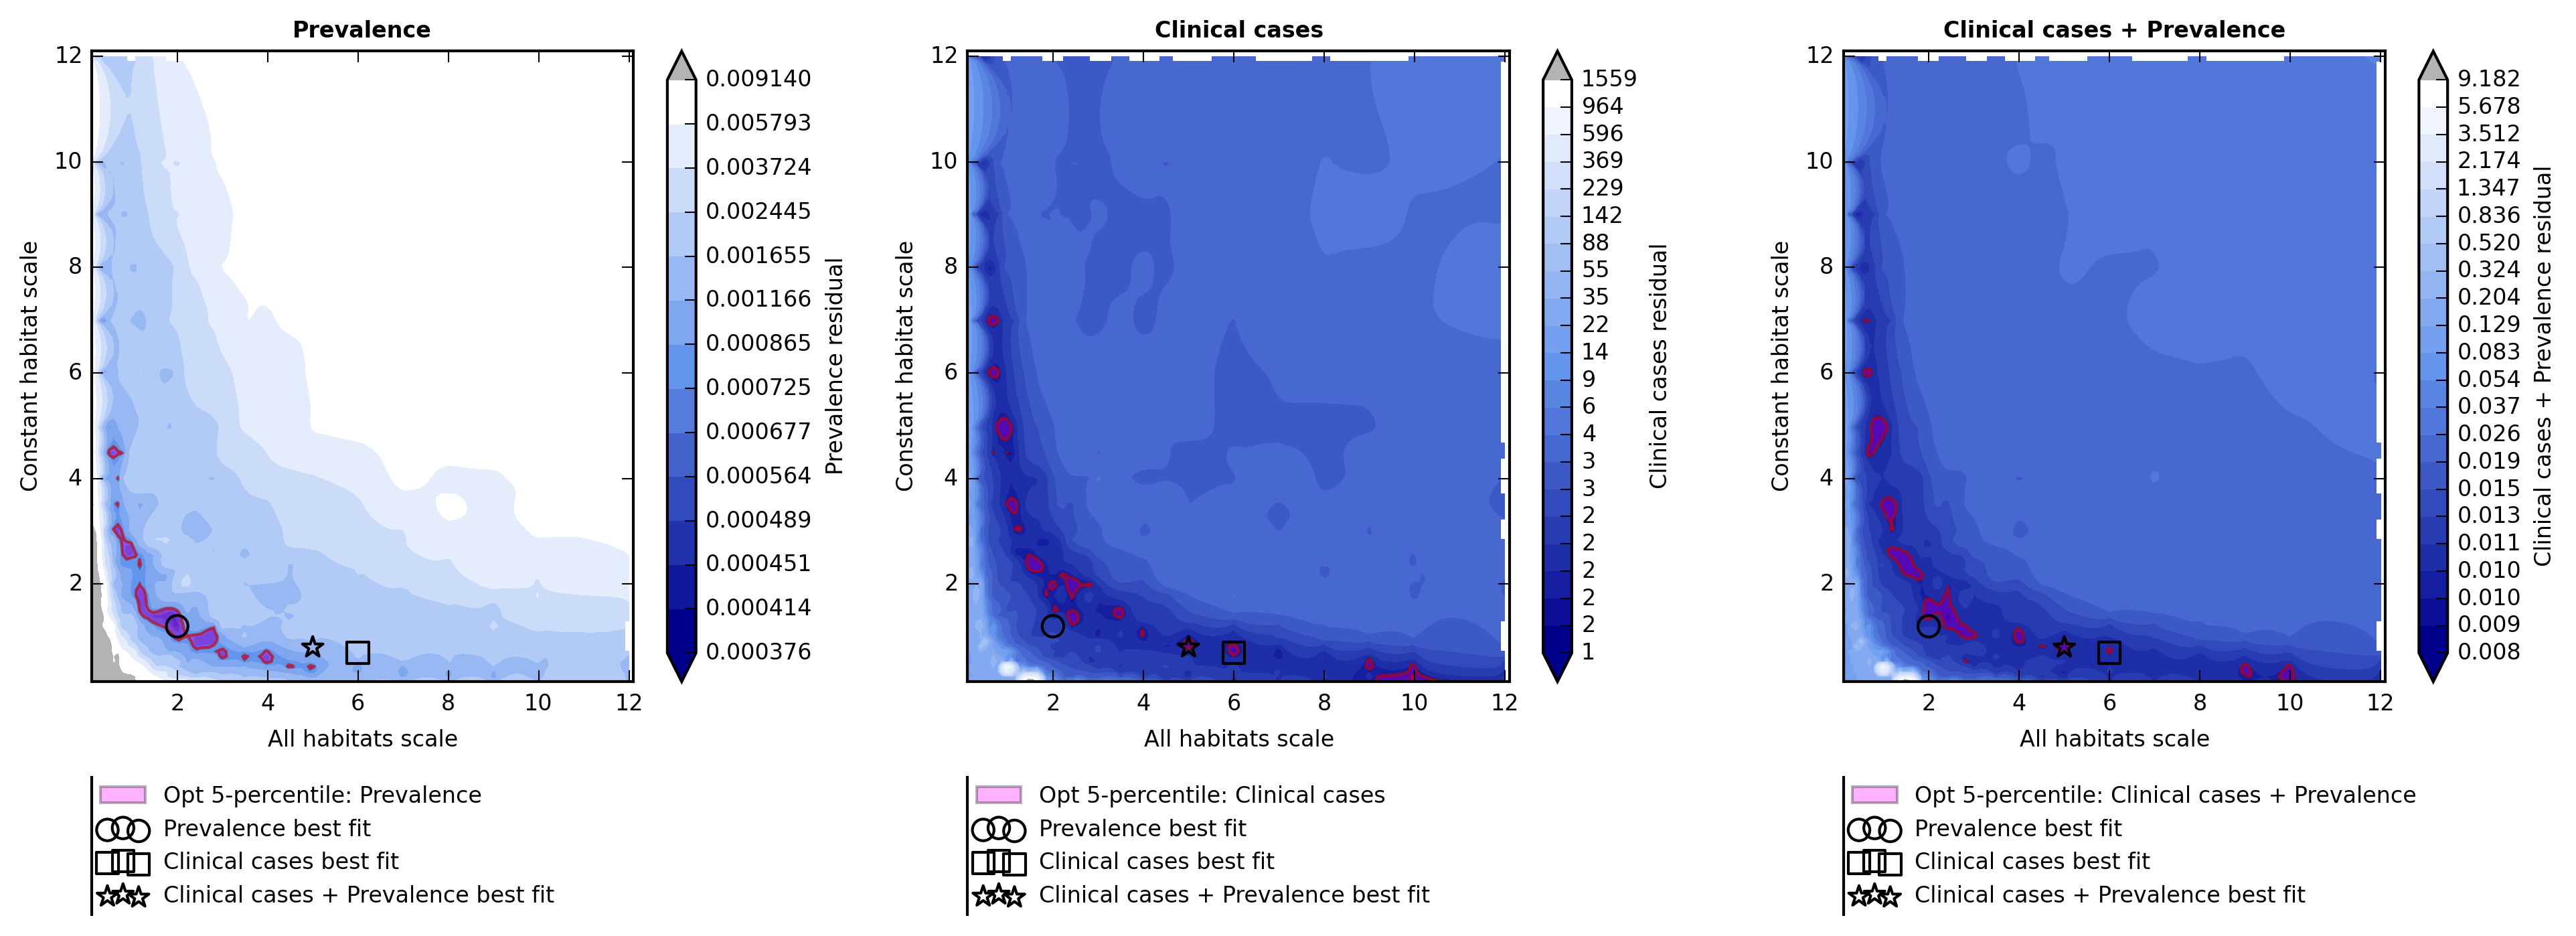 Prevalence
12
10
8
6
4
2
2 4 6 8 10 12
Constant habitat scale
All habitats scale
0.009140
0.005793
0.003724
0.002445
0.001655
0.001166
0.000865
0.000725
0.000677
0.000564
0.000489
0.000451
0.000414
0.000376
Prevalence residual
Opt 5-percentile: Prevalence
Prevalence best fit
Clinical cases best fit
Clinical cases + Prevalence best fit
Clinical cases
12
10
8
6
4
2
2 4 6 8 10 12
Constant habitat scale
All habitats scale
1559
964
596
369
229
142
88
55
35
22
14
9
6
4
3
3
2
2
2
2
2
1
Clinical cases residual
Opt 5-percentile: Clinical cases
Prevalence best fit
Clinical cases best fit
Clinical cases + Prevalence best fit
Clinical cases + Prevalence
12
10
8
6
4
2
2 4 6 8 10 12
Constant habitat scale
All habitats scale
9.182
5.678
3.512
2.174
1.347
0.836
0.520
0.324
0.204
0.129
0.083
0.054
0.037
0.026
0.019
0.015
0.013
0.011
0.010
0.010
0.009
0.008
Clinical cases + Prevalence residual
Opt 5-percentile: Clinical cases + Prevalence
Prevalence best fit
Clinical cases best fit
Clinical cases + Prevalence best fit